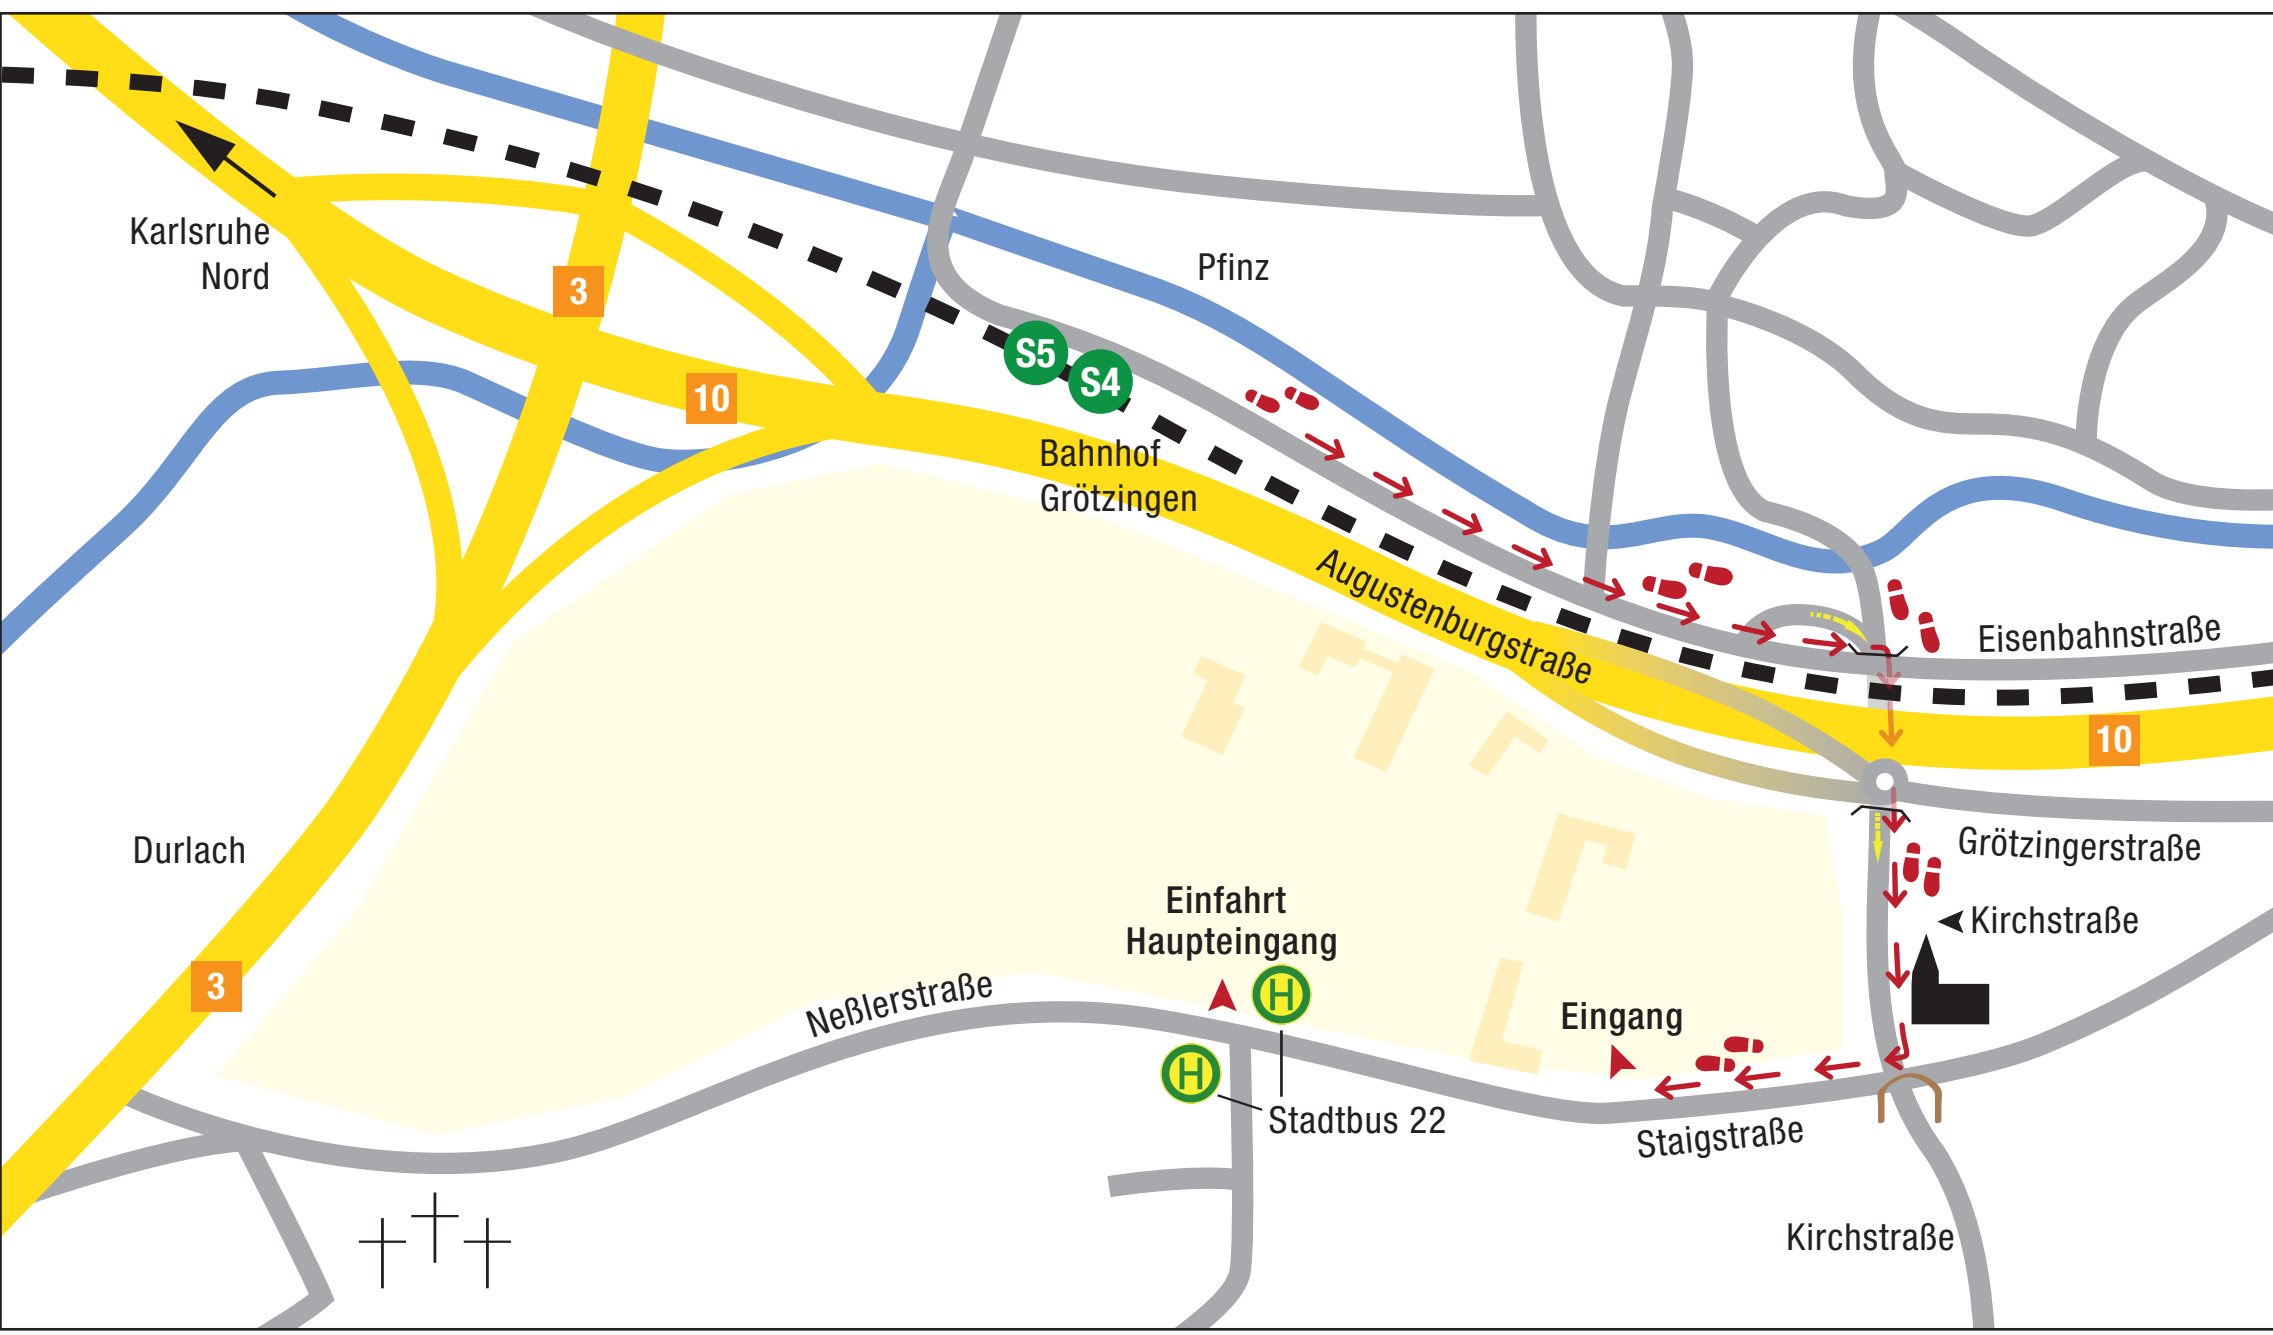 Karlsruhe
Nord
3
10
Pfinz
S5
S4
Bahnhof
Grötzingen
Augustenburgstraße
Eisenbahnstraße
10
Grötzingerstraße
Kirchstraße
Durlach
3
Einfahrt
Haupteingang
H
Neßlerstraße
H
Stadtbus 22
Eingang
Staigstraße
Kirchstraße